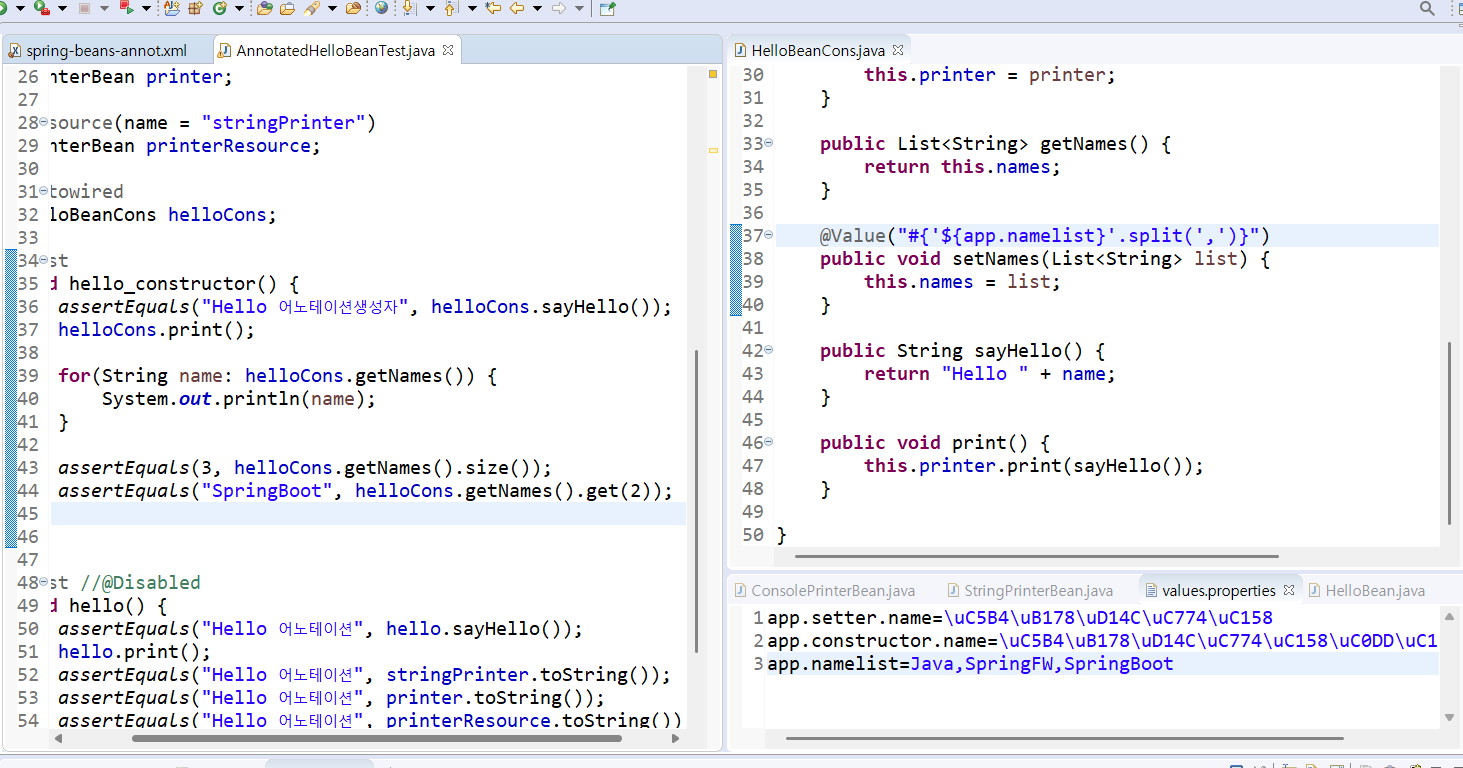 spring-beans-annot.xml
AnnotatedHelloBeanTest.java
26 nterBean printer;
27
28 source(name = "stringPrinter")
29 nterBean printerResource;
30
31 towired
32 loBeanCons helloCons;
33
34 st
35 d hello_constructor() {
36 assertEquals("Hello 어노테이션생성자", helloCons.sayHello());
37 helloCons.print();
38
39 for(String name: helloCons.getNames()) {
40 System.out.println(name);
41 }
42
43 assertEquals(3, helloCons.getNames().size());
44 assertEquals("SpringBoot", helloCons.getNames().get(2));
45
46
47
48 st //@Disabled
49 d hello() {
50 assertEquals("Hello 어노테이션", hello.sayHello());
51 hello.print();
52 assertEquals("Hello 어노테이션", stringPrinter.toString());
53 assertEquals("Hello 어노테이션", printer.toString());
54 assertEquals("Hello 어노테이션", printerResource.toString())
HelloBeanCons.java
30 this.printer = printer;
31 }
32
33 public List<String> getNames() {
34 return this.names;
35 }
36
37 @Value("#{'${app.namelist}'.split(',')}")
38 public void setNames(List<String> list) {
39 this.names = list;
40 }
41
42 public String sayHello() {
43 return "Hello " + name;
44 }
45
46 public void print() {
47 this.printer.print(sayHello());
48 }
49
50 }
ConsolePrinterBean.java
StringPrinterBean.java
values.properties
HelloBean.java
1 app.setter.name=\uC5B4\uB178\uD14C\uC774\uC158
2 app.constructor.name=\uC5B4\uB178\uD14C\uC774\uC158\uC0DD\uC1
3 app.namelist=Java,SpringFW,SpringBoot